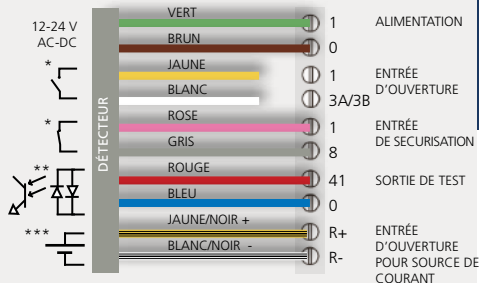 12-24 V
AC-DC
VERT 1 ALIMENTATION
BRUN 0
* JAUNE 1 ENTRÉE
D'OUVERTURE
BLANC 3A/3B
* ROSE 1 ENTRÉE
DE SECURISATION
GRIS 8
** ROUGE 41 SORTIE DE TEST
BLEU 0
*** JAUNE/NOIR + R+ ENTRÉE
D'OUVERTURE
BLANC/NOIR - R- POUR SOURCE DE
COURANT
DÉTECTEUR